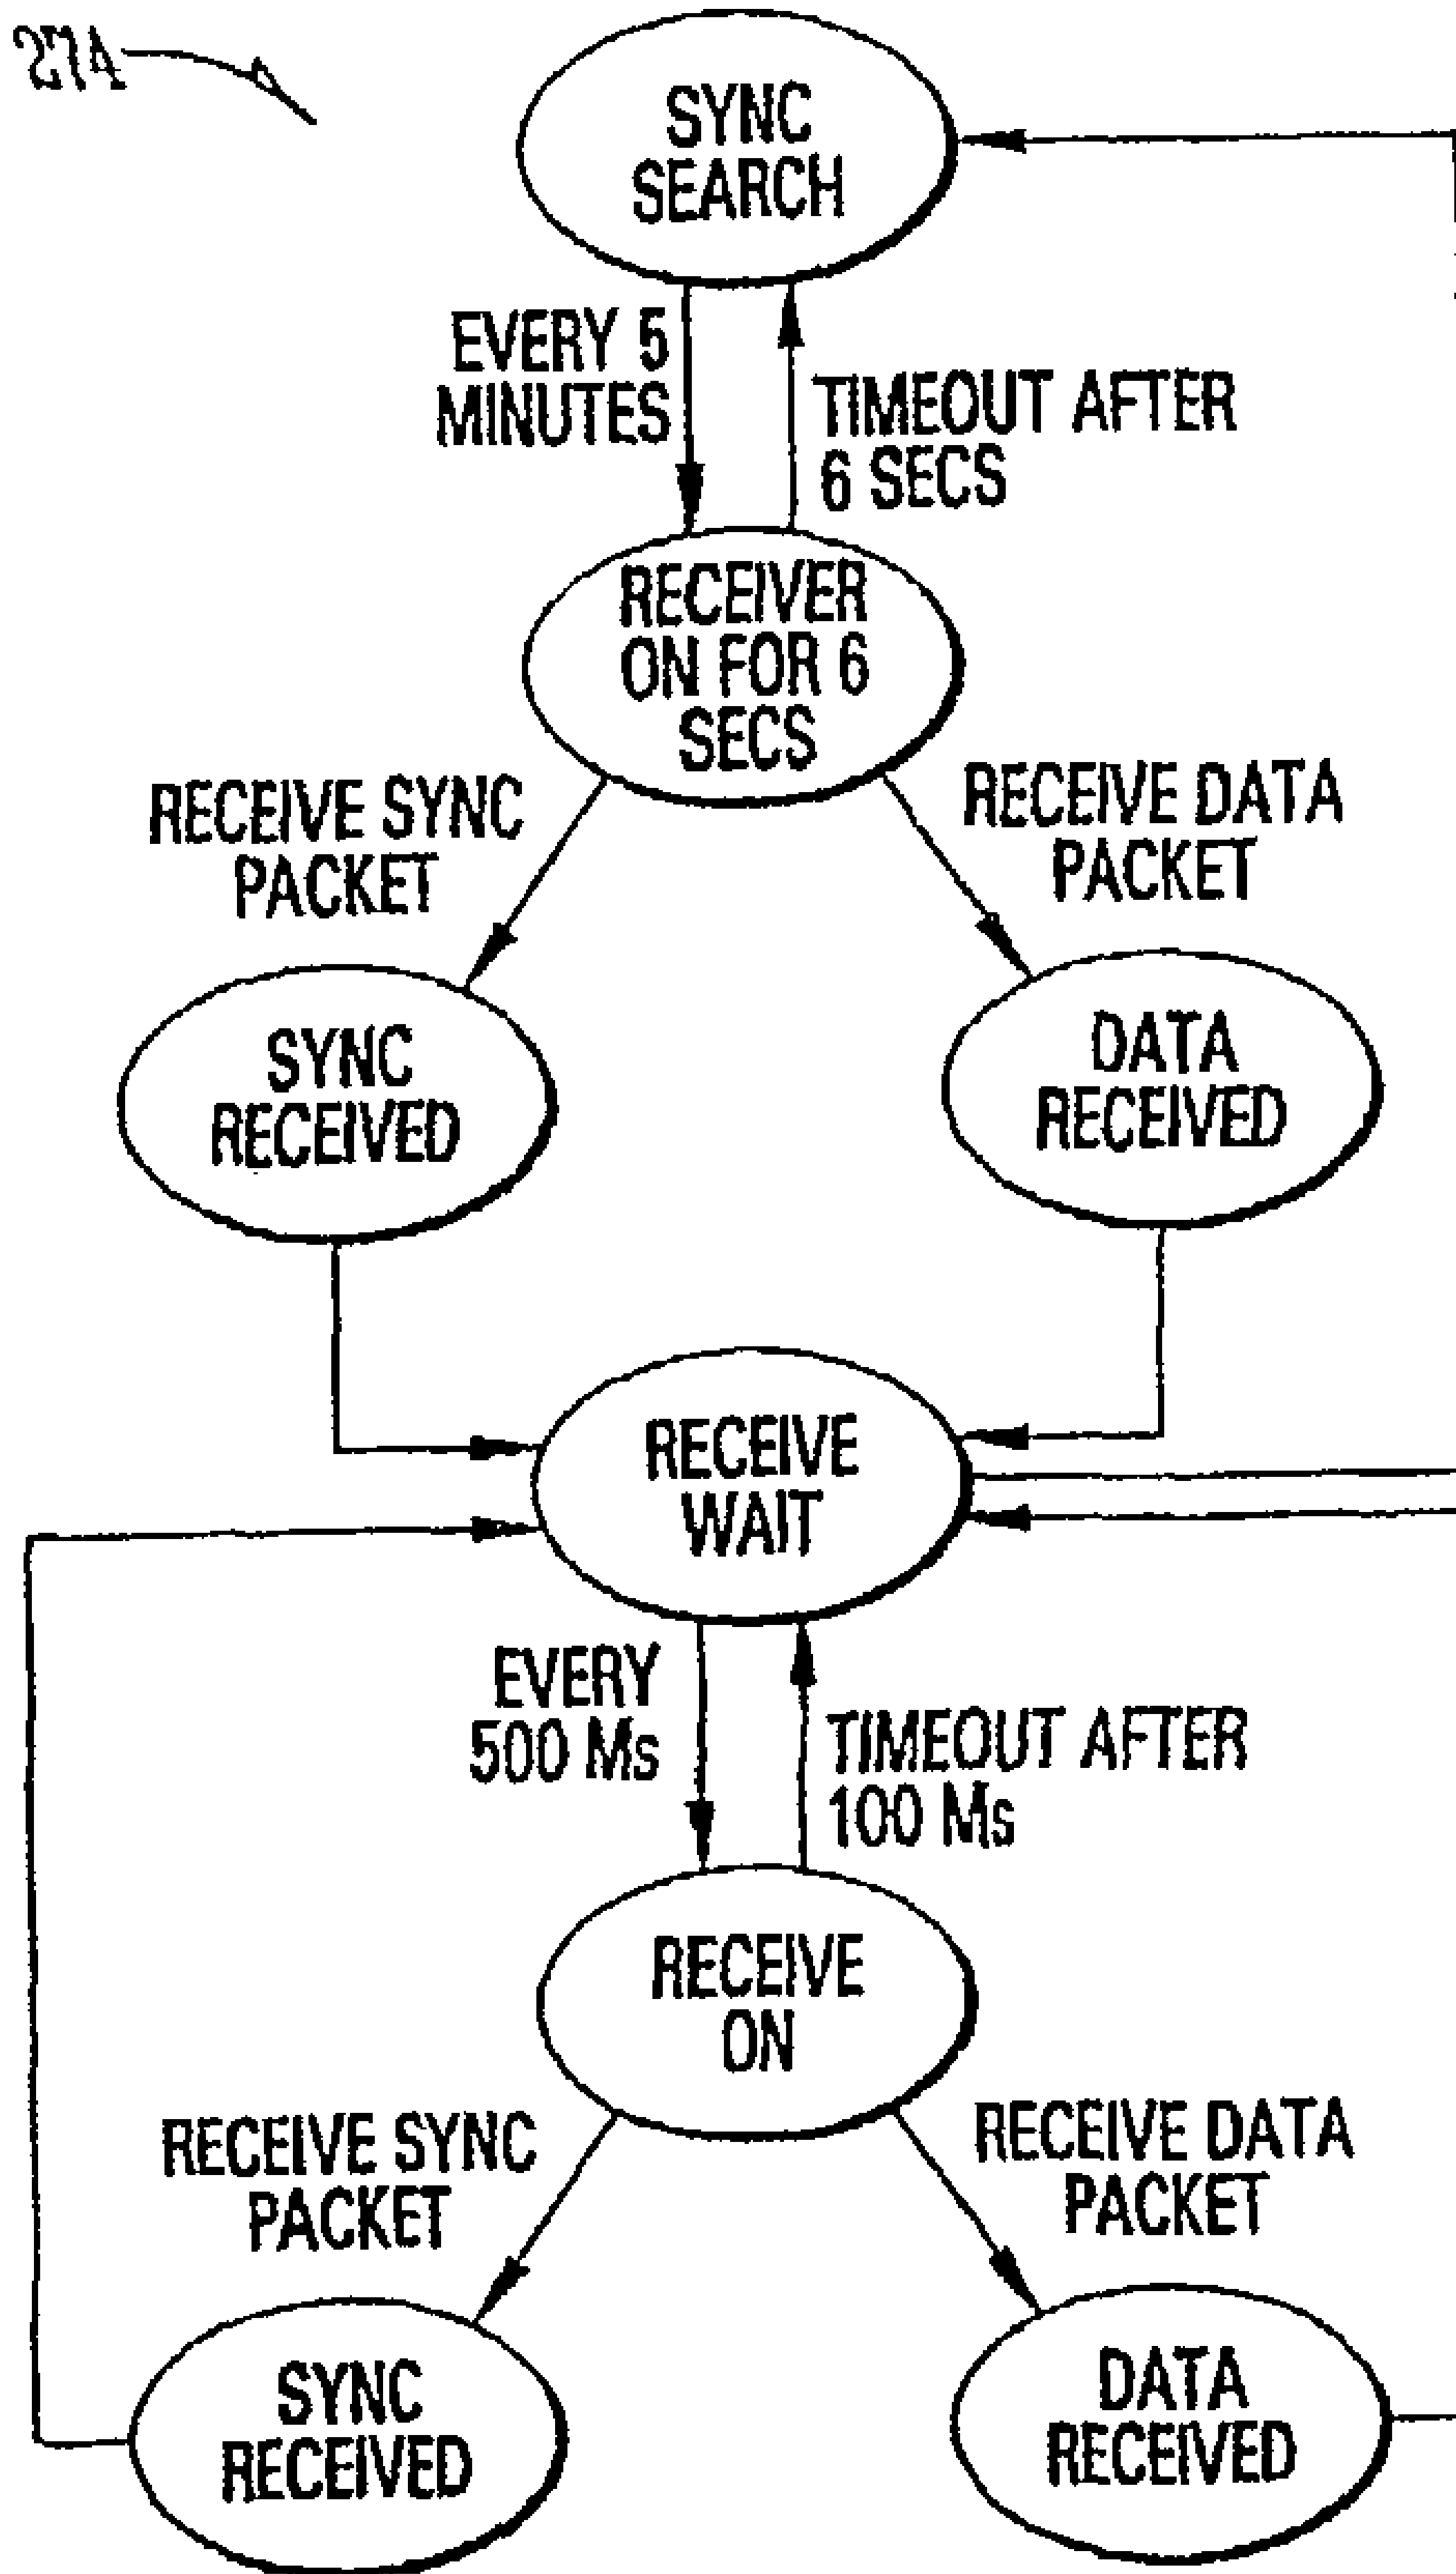 274
SYNC
SEARCH
EVERY 5
MINUTES
TIMEOUT AFTER
6 SECS
RECEIVER
ON FOR 6
SECS
RECEIVE SYNC
PACKET
RECEIVE DATA
PACKET
SYNC
RECEIVED
DATA
RECEIVED
RECEIVE
WAIT
EVERY
500 Ms
TIMEOUT AFTER
100 Ms
RECEIVE
ON
RECEIVE SYNC
PACKET
RECEIVE DATA
PACKET
SYNC
RECEIVED
DATA
RECEIVED